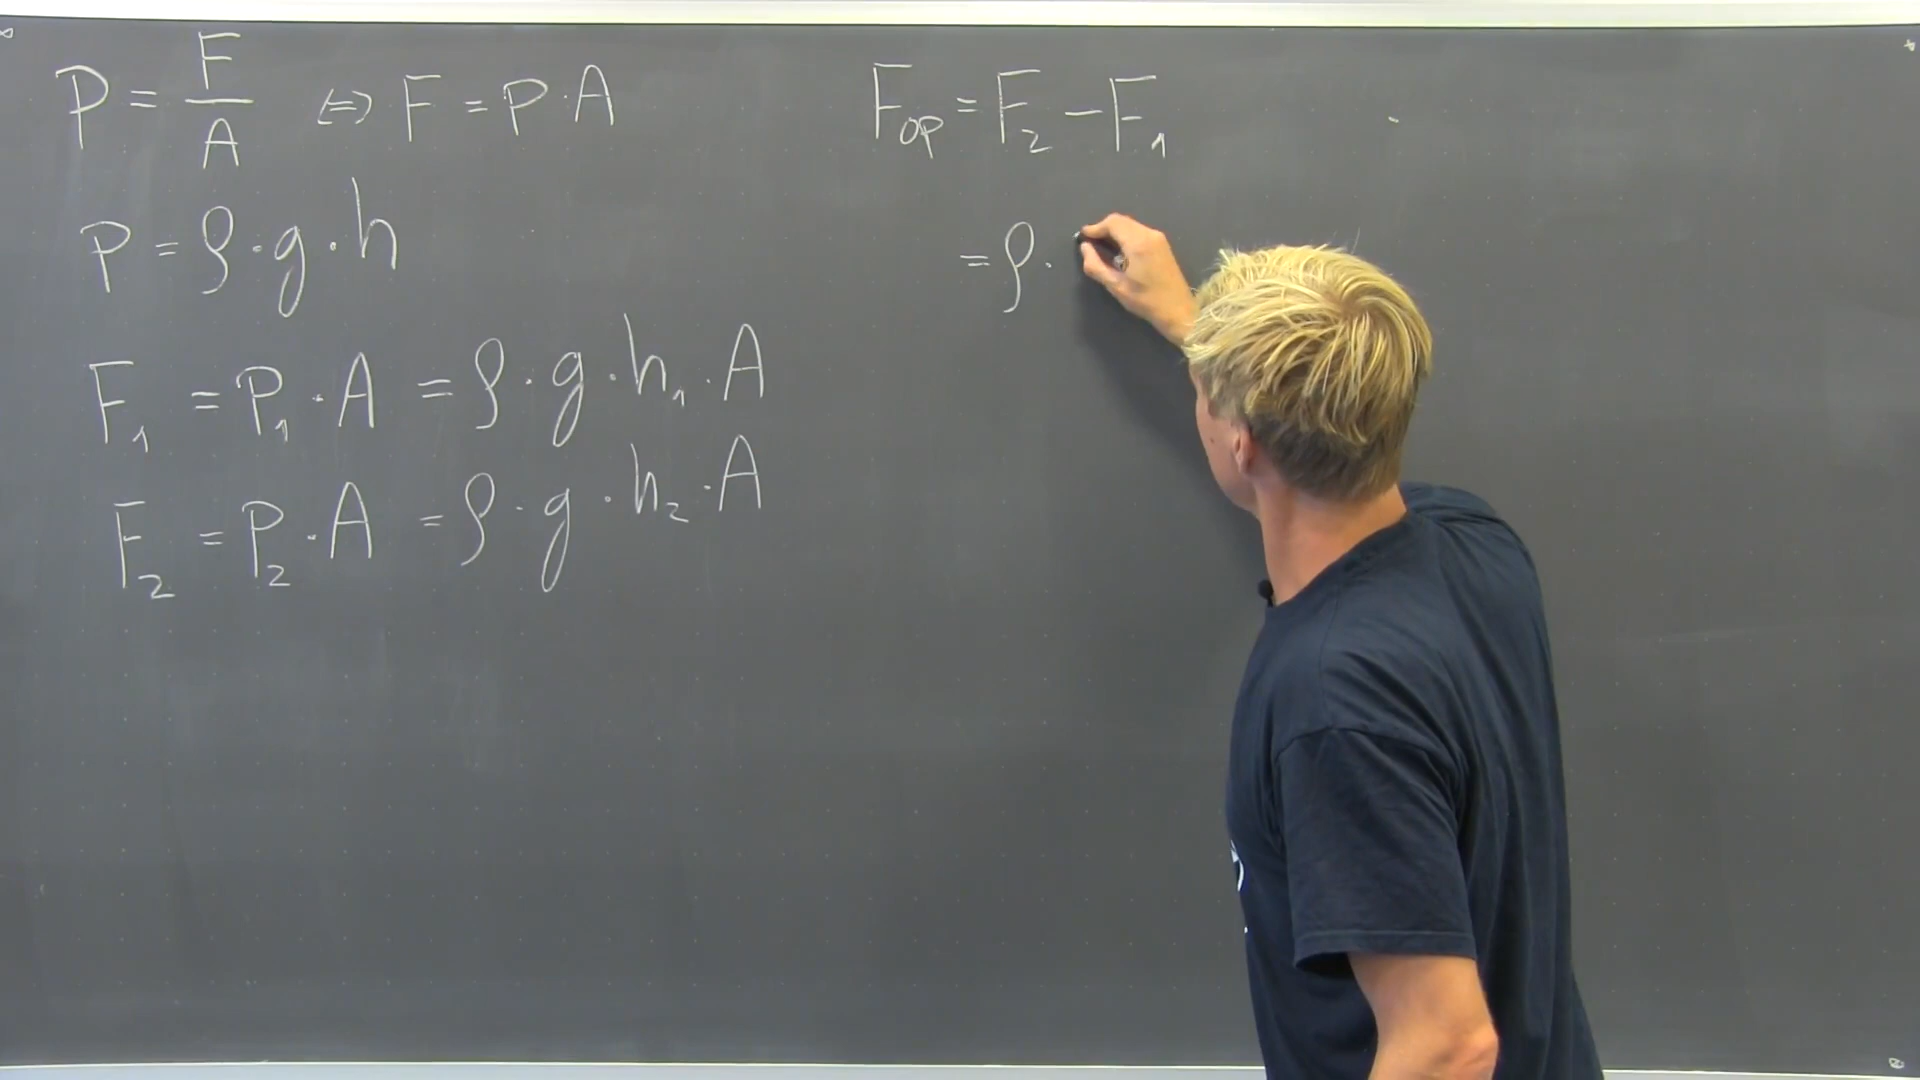 P = F/A ⇔ F = P · A
P = ρ · g · h
F₁ = P₁ · A = ρ · g · h₁ · A
F₂ = P₂ · A = ρ · g · h₂ · A
F_op = F₂ − F₁
= ρ ·